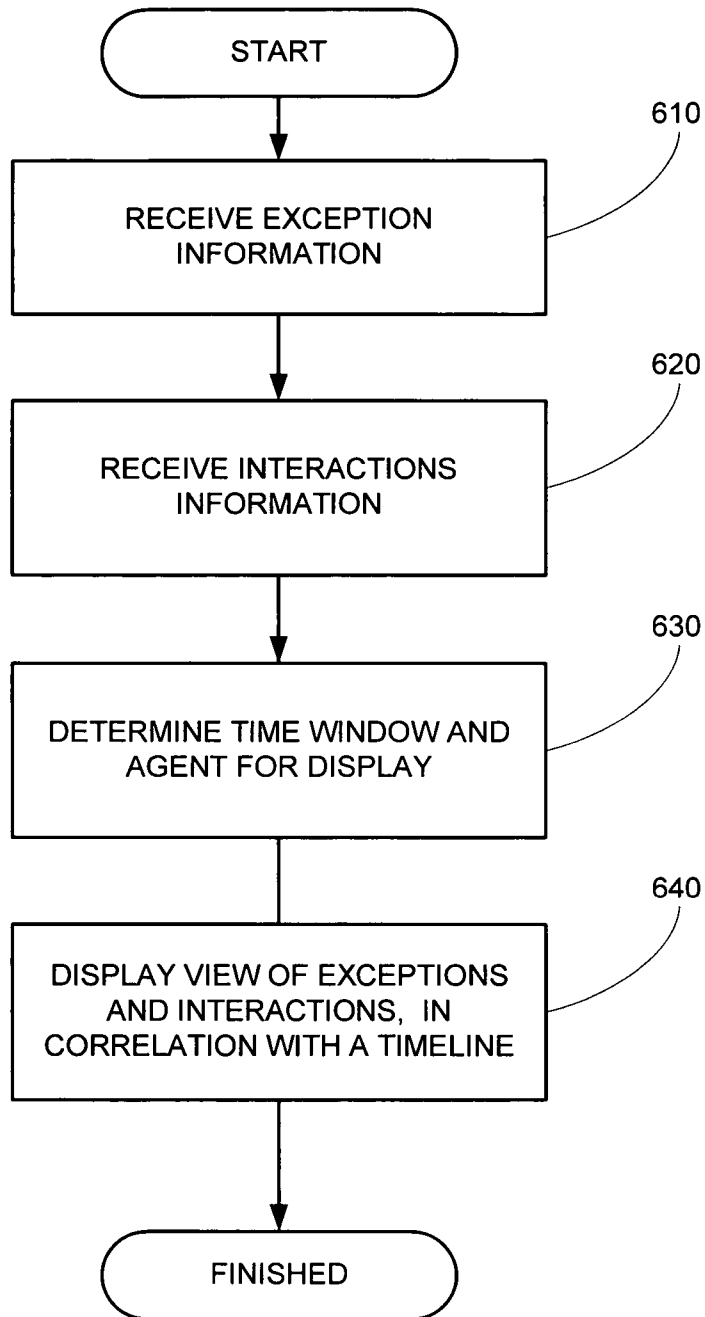 START
610
RECEIVE EXCEPTION
INFORMATION
620
RECEIVE INTERACTIONS
INFORMATION
630
DETERMINE TIME WINDOW AND
AGENT FOR DISPLAY
640
DISPLAY VIEW OF EXCEPTIONS
AND INTERACTIONS, IN
CORRELATION WITH A TIMELINE
FINISHED